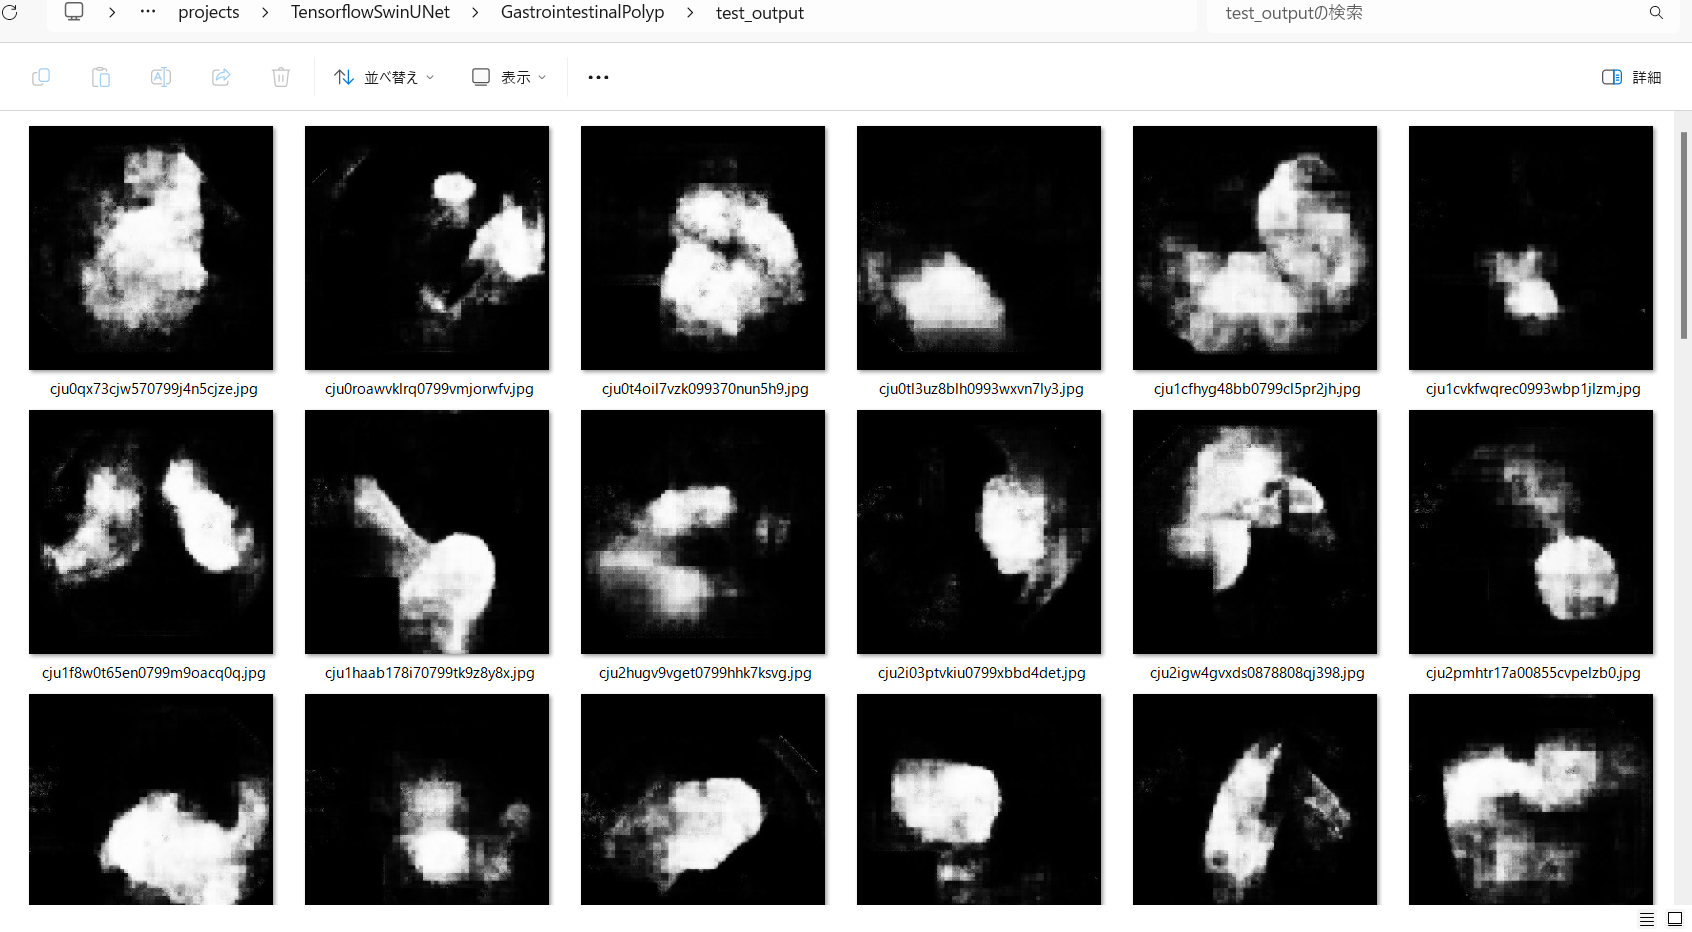 … projects TensorflowSwinUNet GastrointestinalPolyp test_output
test_outputの検索
並べ替え 表示 … 詳細
cju0qx73cjw570799j4n5cjze.jpg
cju0roawvklrq0799vmjorwfv.jpg
cju0t4oil7vzk099370nun5h9.jpg
cju0tl3uz8blh0993wxvn7ly3.jpg
cju1cfhyg48bb0799cl5pr2jh.jpg
cju1cvkfwqrec0993wbp1jlzm.jpg
cju1f8w0t65en0799m9oacq0q.jpg
cju1haab178i70799tk9z8y8x.jpg
cju2hugv9vget0799hhk7ksvg.jpg
cju2i03ptvkiu0799xbbd4det.jpg
cju2igw4gvxds0878808qj398.jpg
cju2pmhtr17a00855cvpelzb0.jpg